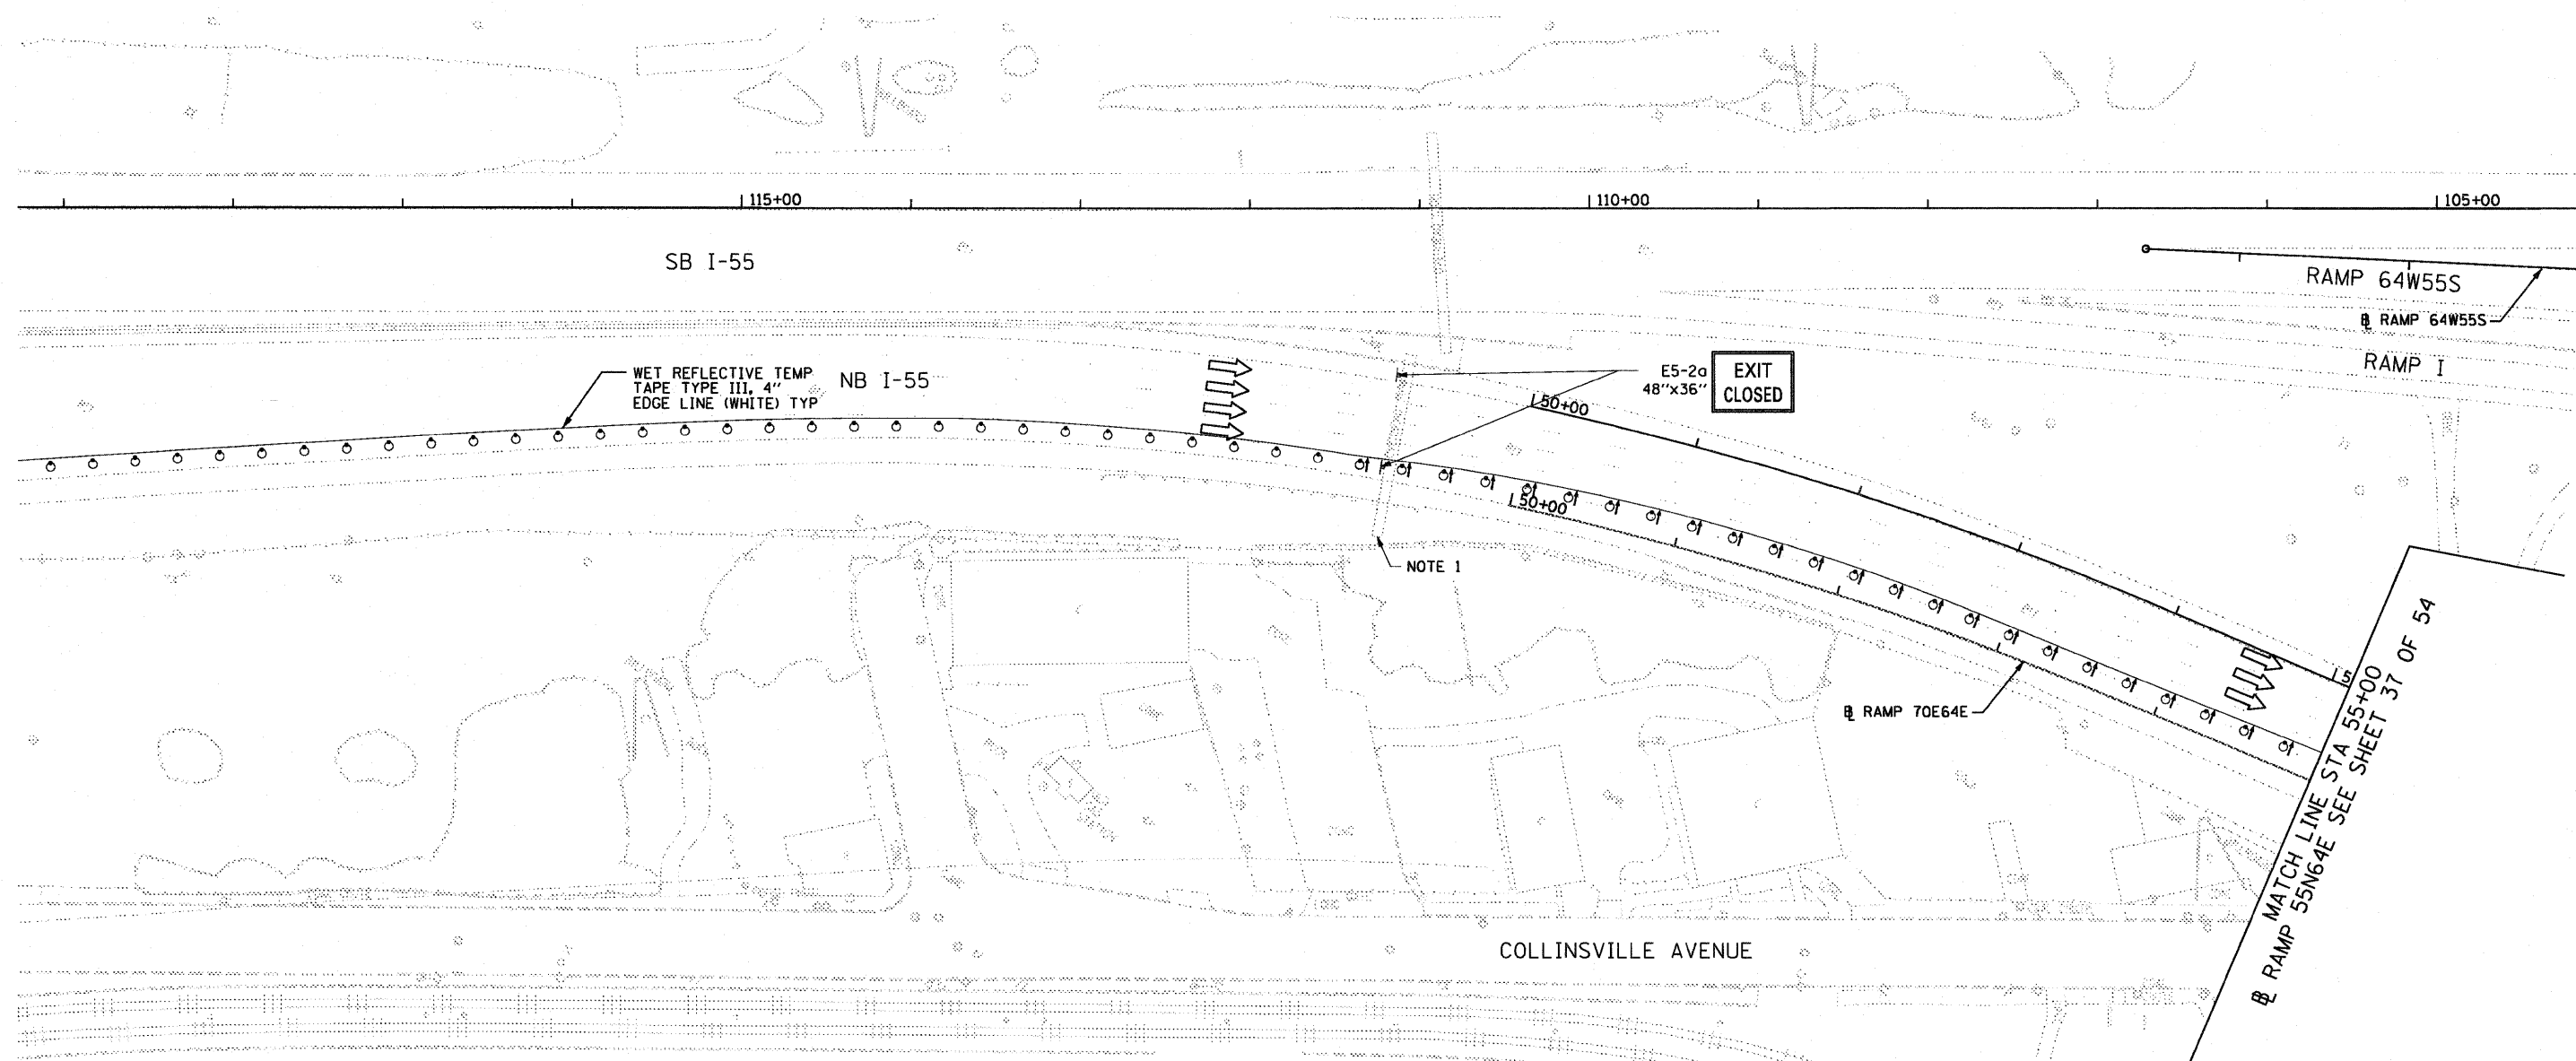 115+00
110+00
105+00
SB I-55
RAMP 64W55S
℄ RAMP 64W55S
RAMP I
WET REFLECTIVE TEMP
TAPE TYPE III, 4"
EDGE LINE (WHITE) TYP
NB I-55
E5-2a
48"x36"
EXIT
CLOSED
50+00
50+00
NOTE 1
℄ RAMP 70E64E
MATCH LINE STA 55+00
℄ RAMP 55N64E SEE SHEET 37 OF 54
COLLINSVILLE AVENUE